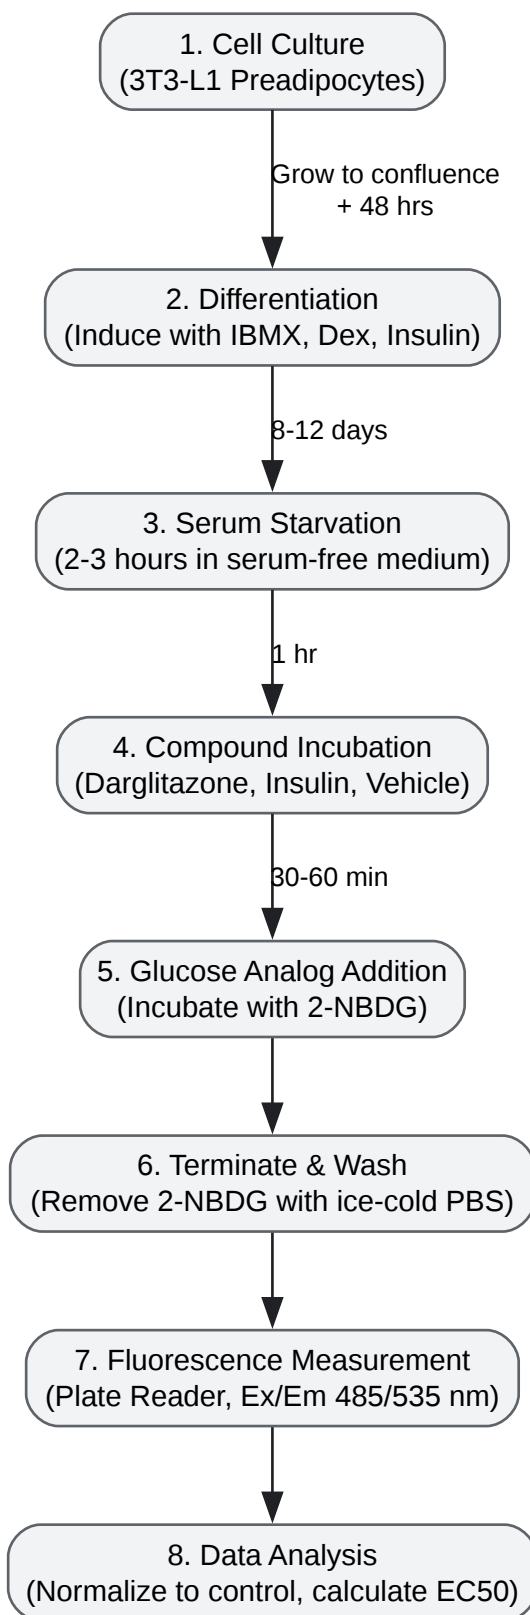 1. Cell Culture
(3T3-L1 Preadipocytes)
Grow to confluence
+ 48 hrs
2. Differentiation
(Induce with IBMX, Dex, Insulin)
8-12 days
3. Serum Starvation
(2-3 hours in serum-free medium)
1 hr
4. Compound Incubation
(Darglitazone, Insulin, Vehicle)
30-60 min
5. Glucose Analog Addition
(Incubate with 2-NBDG)
6. Terminate & Wash
(Remove 2-NBDG with ice-cold PBS)
7. Fluorescence Measurement
(Plate Reader, Ex/Em 485/535 nm)
8. Data Analysis
(Normalize to control, calculate EC50)